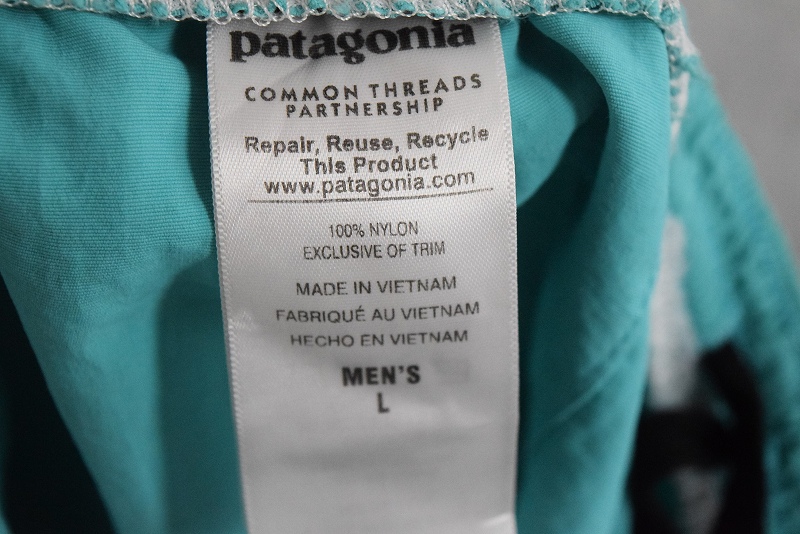 patagonia
COMMON THREADS
PARTNERSHIP
Repair, Reuse, Recycle
This Product
www.patagonia.com
100% NYLON
EXCLUSIVE OF TRIM
MADE IN VIETNAM
FABRIQUÉ AU VIETNAM
HECHO EN VIETNAM
MEN'S
L